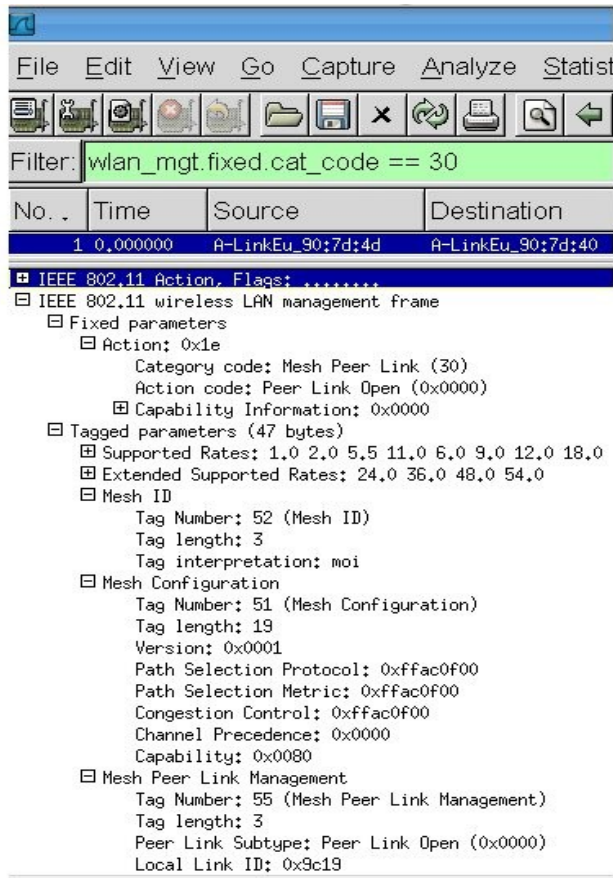 File Edit View Go Capture Analyze Statist
Filter: wlan_mgt.fixed.cat_code == 30
No. . Time Source Destination
1 0.000000 A-LinkEu_90:7d:4d A-LinkEu_90:7d:40
IEEE 802.11 Action, Flags: ........
IEEE 802.11 wireless LAN management frame
Fixed parameters
Action: 0x1e
Category code: Mesh Peer Link (30)
Action code: Peer Link Open (0x0000)
Capability Information: 0x0000
Tagged parameters (47 bytes)
Supported Rates: 1.0 2.0 5.5 11.0 6.0 9.0 12.0 18.0
Extended Supported Rates: 24.0 36.0 48.0 54.0
Mesh ID
Tag Number: 52 (Mesh ID)
Tag length: 3
Tag interpretation: moi
Mesh Configuration
Tag Number: 51 (Mesh Configuration)
Tag length: 19
Version: 0x0001
Path Selection Protocol: 0xffac0f00
Path Selection Metric: 0xffac0f00
Congestion Control: 0xffac0f00
Channel Precedence: 0x0000
Capability: 0x0080
Mesh Peer Link Management
Tag Number: 55 (Mesh Peer Link Management)
Tag length: 3
Peer Link Subtype: Peer Link Open (0x0000)
Local Link ID: 0x9c19